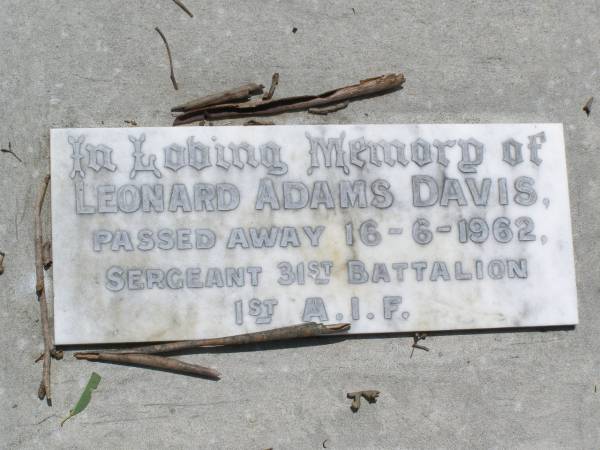 In Loving Memory of
LEONARD ADAMS DAVIS,
PASSED AWAY 16-6-1962,
SERGEANT 31ST BATTALION
1ST A.I.F.